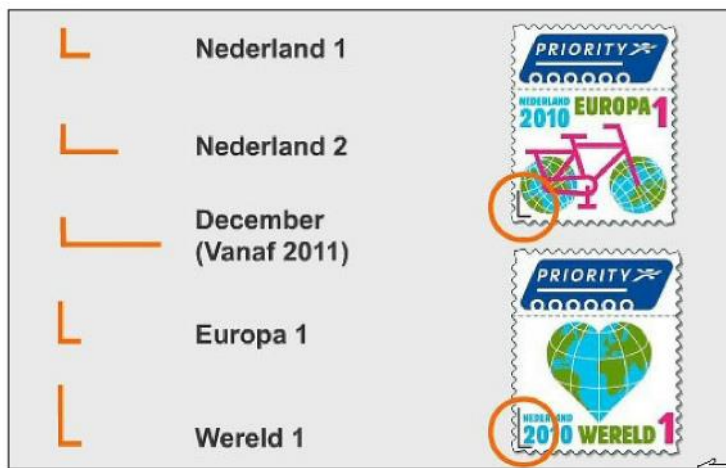 Nederland 1
Nederland 2
December
(Vanaf 2011)
Europa 1
Wereld 1
PRIORITY
NEDERLAND
2010 EUROPA 1
PRIORITY
NEDERLAND
2010 WERELD 1